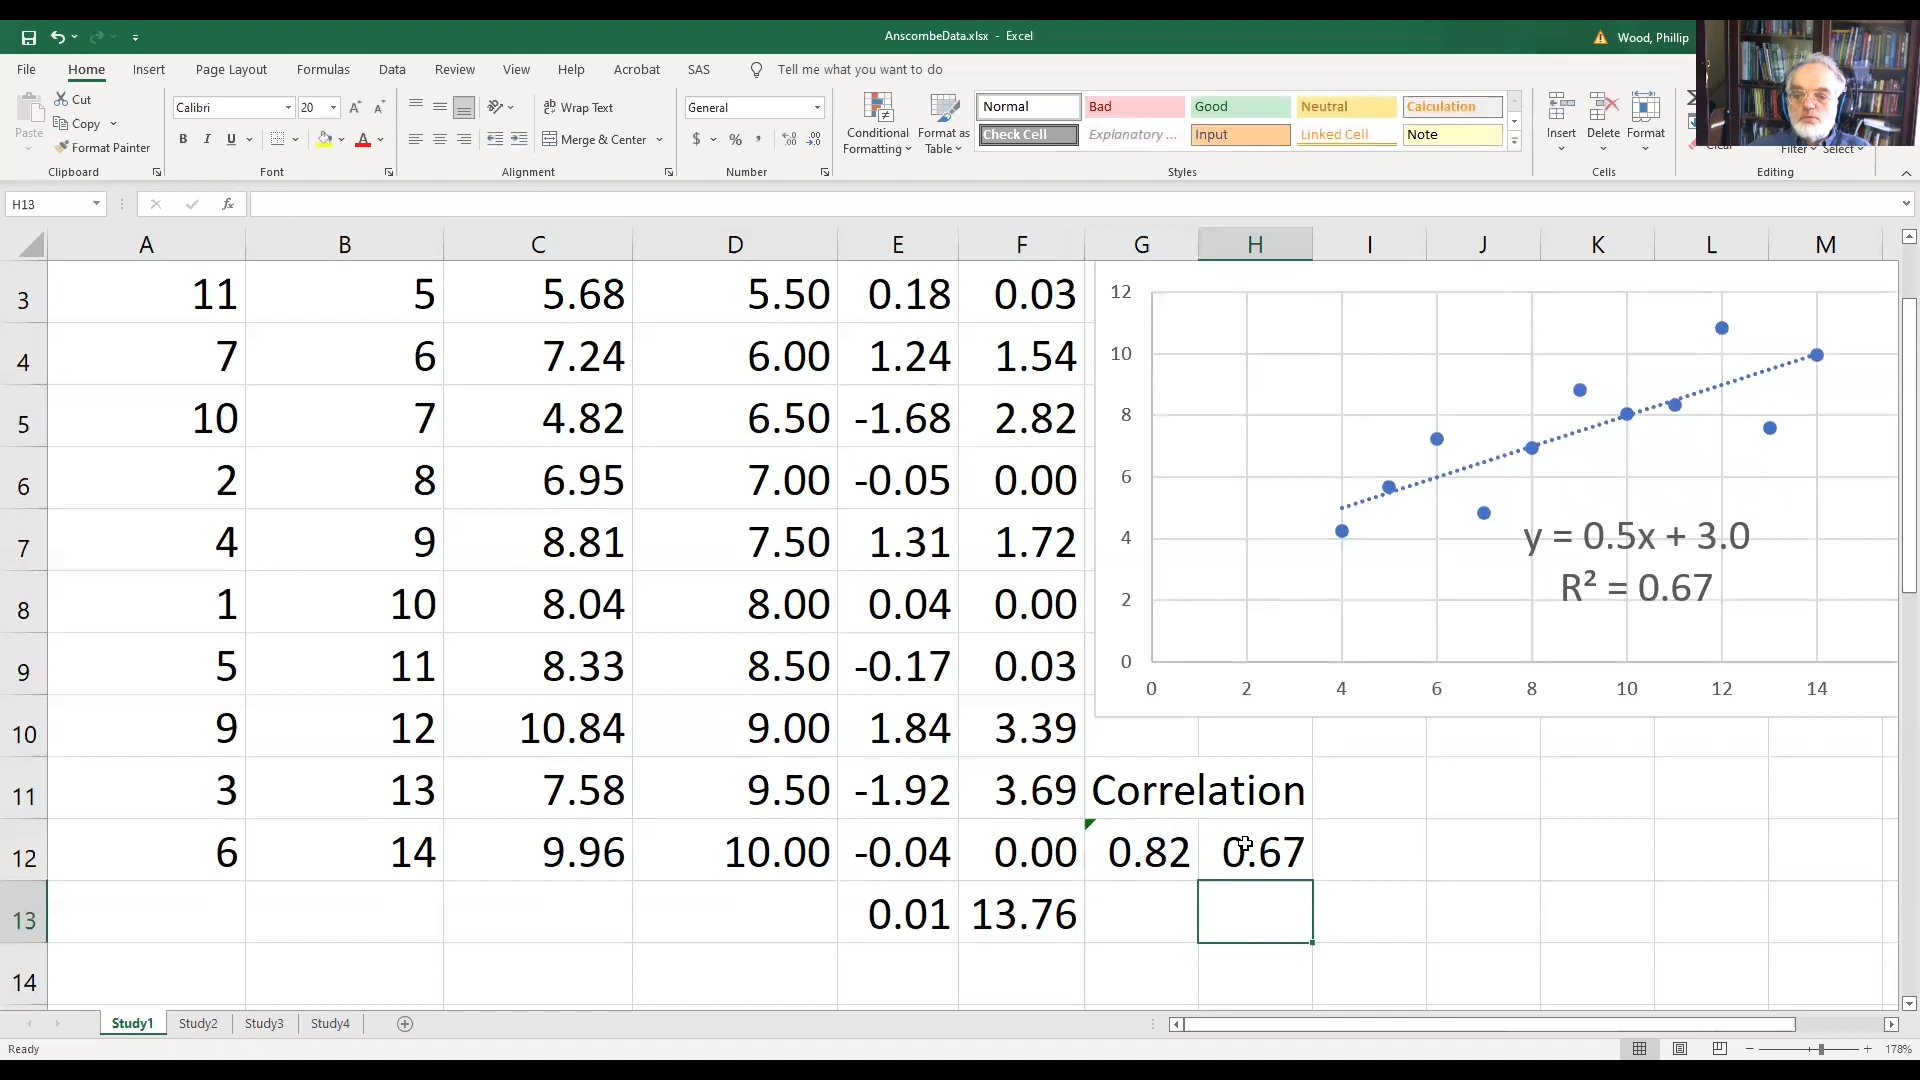 AnscombeData.xlsx - Excel
Wood, Phillip
File Home Insert Page Layout Formulas Data Review View Help Acrobat SAS Tell me what you want to do
Paste
Cut
Copy
Format Painter
Clipboard
Calibri 20
B I U
Font
Wrap Text
Merge & Center
Alignment
General
$ % ,
Number
Conditional Formatting
Format as Table
Normal Bad Good Neutral Calculation
Check Cell Explanatory ... Input Linked Cell Note
Styles
Insert Delete Format
Cells
Clear
Filter Select
Editing
H13
fx
A B C D E F G H I J K L M
3 11 5 5.68 5.50 0.18 0.03
4 7 6 7.24 6.00 1.24 1.54
5 10 7 4.82 6.50 -1.68 2.82
6 2 8 6.95 7.00 -0.05 0.00
7 4 9 8.81 7.50 1.31 1.72
8 1 10 8.04 8.00 0.04 0.00
9 5 11 8.33 8.50 -0.17 0.03
10 9 12 10.84 9.00 1.84 3.39
11 3 13 7.58 9.50 -1.92 3.69 Correlation
12 6 14 9.96 10.00 -0.04 0.00 0.82 0.67
13 0.01 13.76
14
12
10
8
6
4
2
0
0 2 4 6 8 10 12 14
y = 0.5x + 3.0
R² = 0.67
Study1 Study2 Study3 Study4
Ready
178%